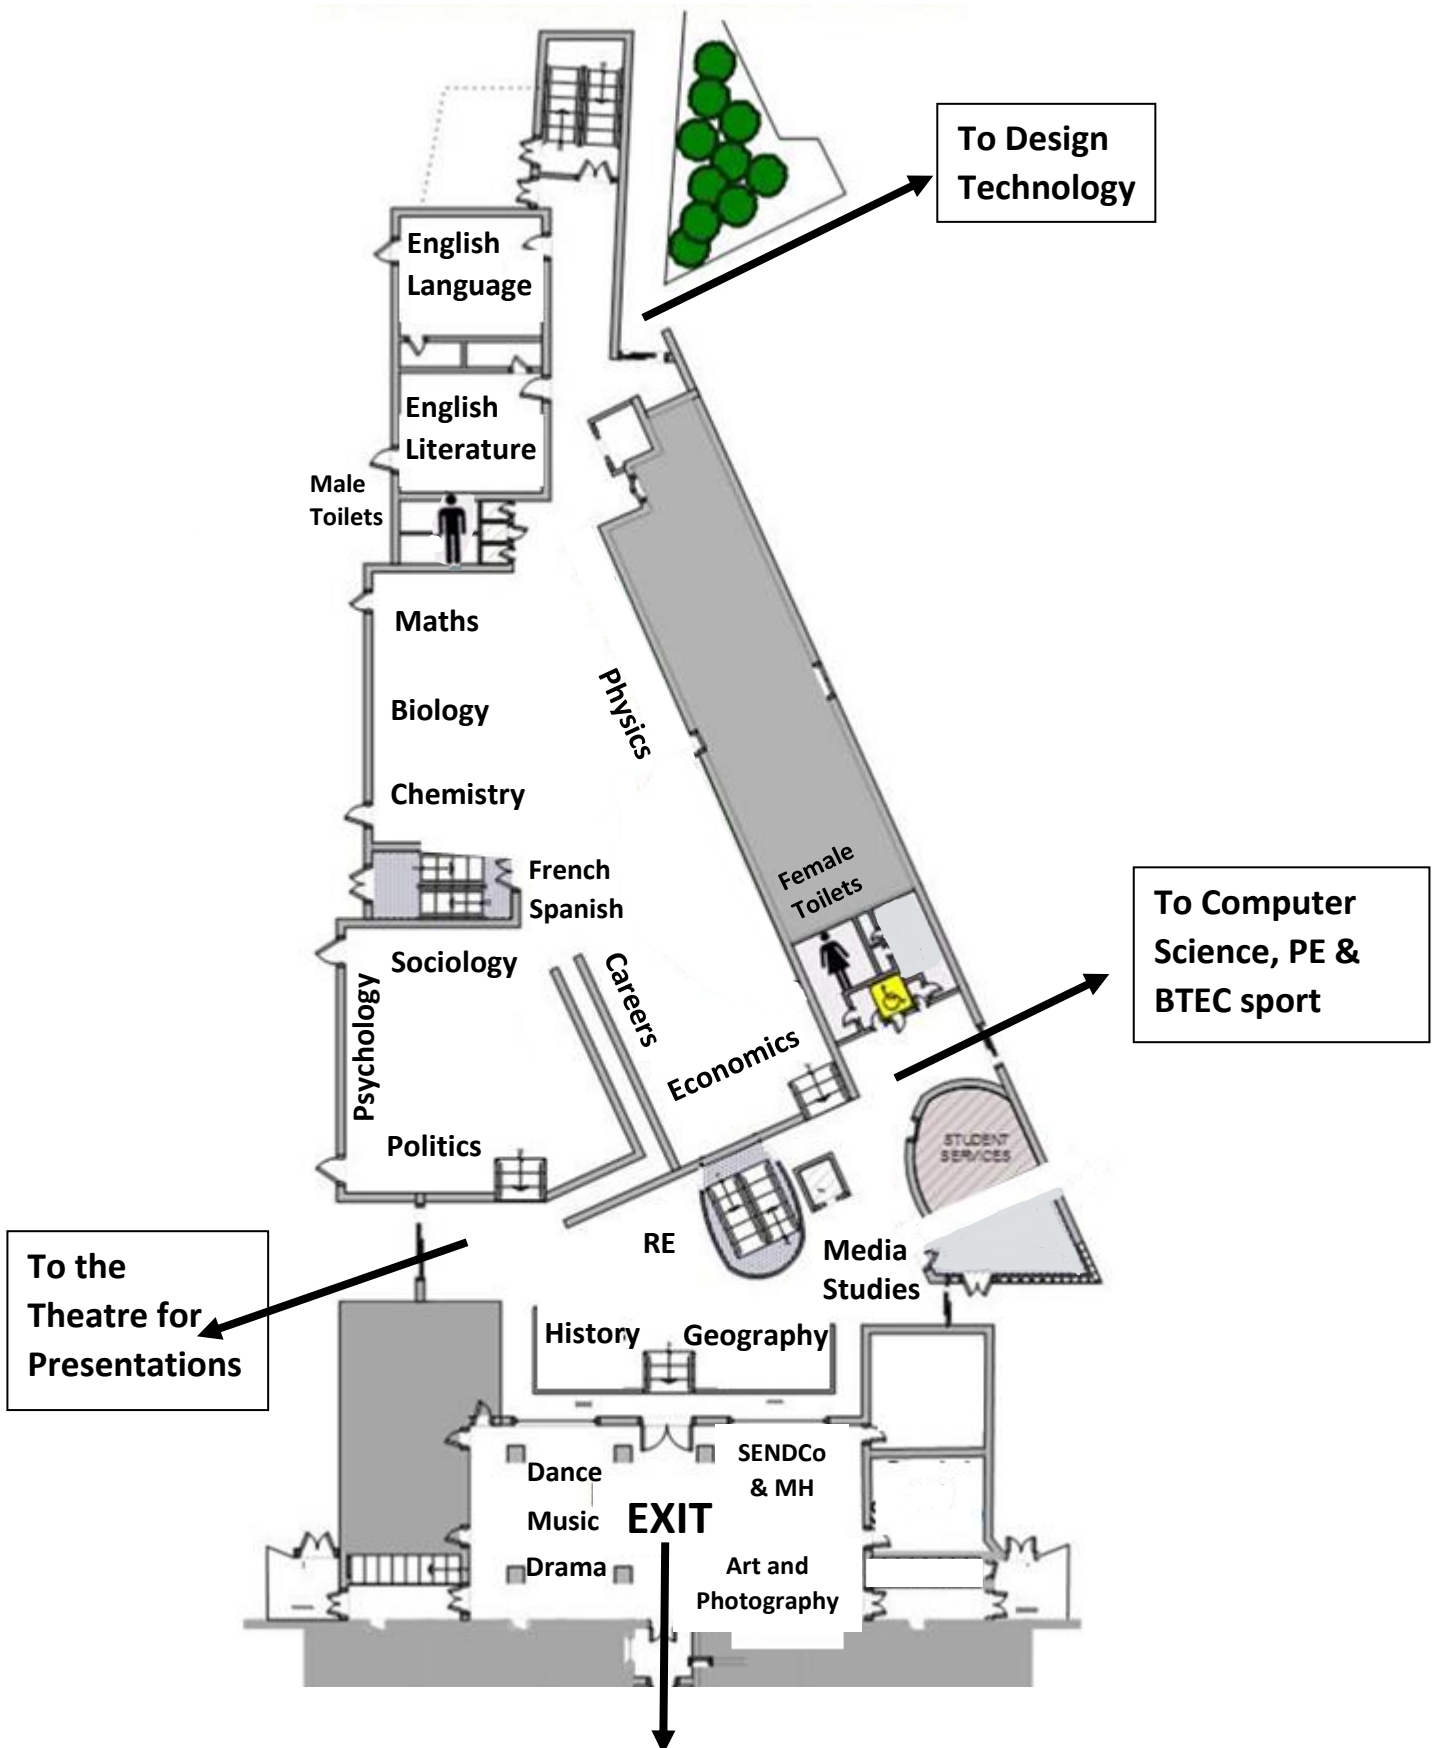 To Design
Technology
English
Language
English
Literature
Male
Toilets
Maths
Physics
Biology
Chemistry
Female
Toilets
French
Spanish
To Computer
Science, PE &
BTEC sport
Sociology
Careers
Psychology
Economics
STUDENT
SERVICES
Politics
RE
Media
Studies
To the
Theatre for
Presentations
History
Geography
SENDCo
& MH
Dance
Music
EXIT
Drama
Art and
Photography